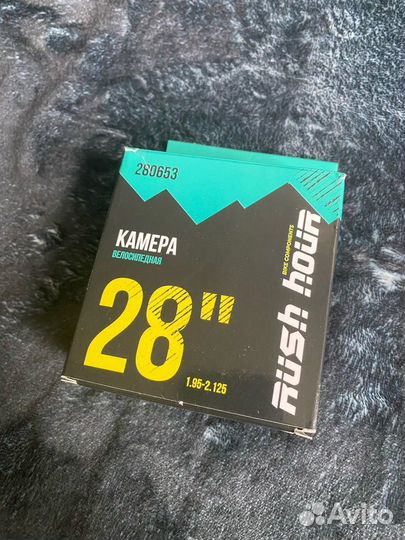 280653
КАМЕРА
ВЕЛОСИПЕДНАЯ
28"
1.95-2.125
RUSH HOUR
BIKE COMPONENTS
Avito